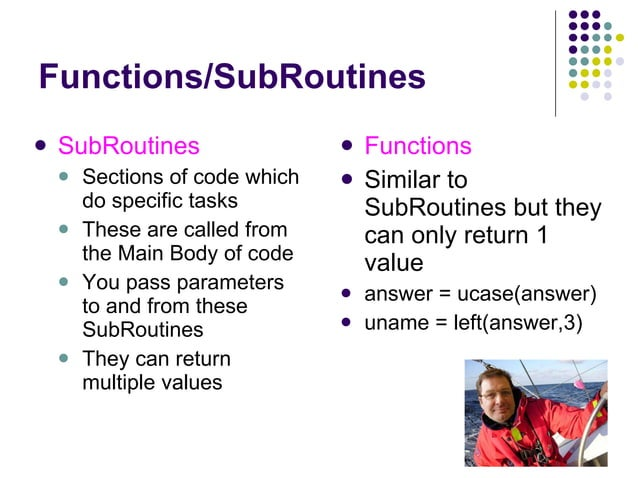 Functions/SubRoutines
SubRoutines
Sections of code which
do specific tasks
These are called from
the Main Body of code
You pass parameters
to and from these
SubRoutines
They can return
multiple values
Functions
Similar to
SubRoutines but they
can only return 1
value
answer = ucase(answer)
uname = left(answer,3)